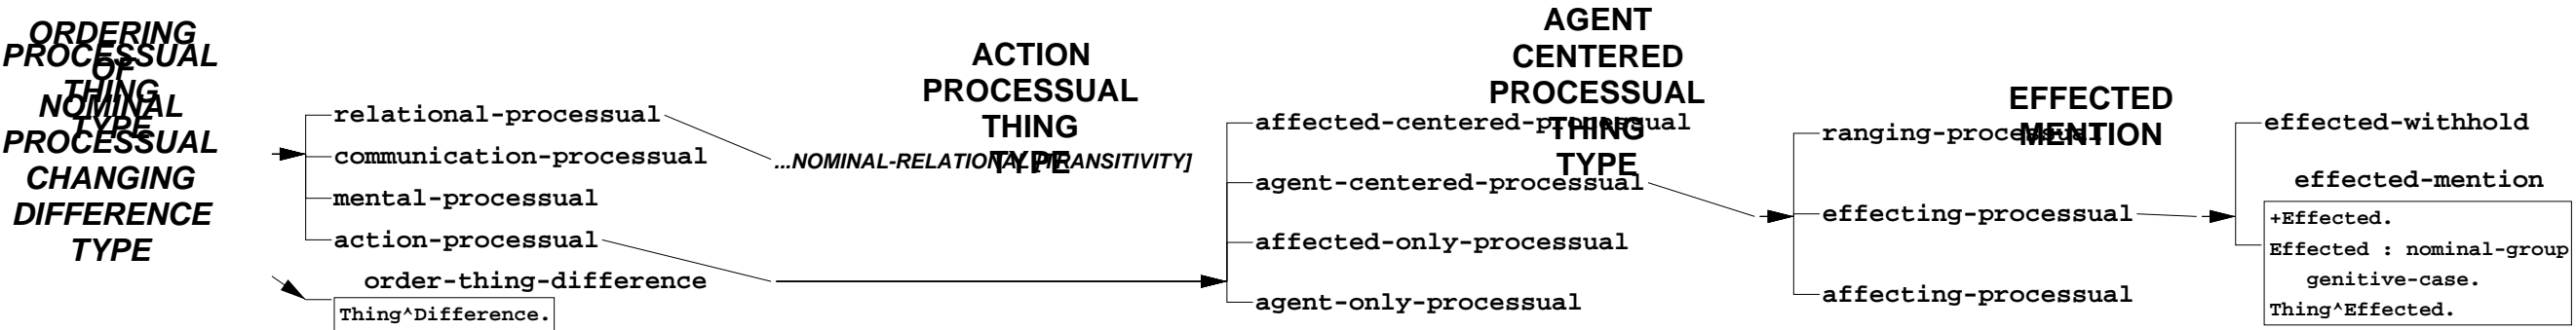 ORDERING
OF
NOMINAL
PROCESSUAL
THING
TYPE
PROCESSUAL
CHANGING
DIFFERENCE
TYPE
relational-processual
communication-processual
mental-processual
action-processual
order-thing-difference
Thing^Difference.
ACTION
PROCESSUAL
THING
TYPE
...NOMINAL-RELATIONAL [TRANSITIVITY]
affected-centered-processual
agent-centered-processual
affected-only-processual
agent-only-processual
AGENT
CENTERED
PROCESSUAL
THING
TYPE
ranging-processual
effecting-processual
affecting-processual
EFFECTED
MENTION
effected-withhold
effected-mention
+Effected.
Effected : nominal-group
genitive-case.
Thing^Effected.